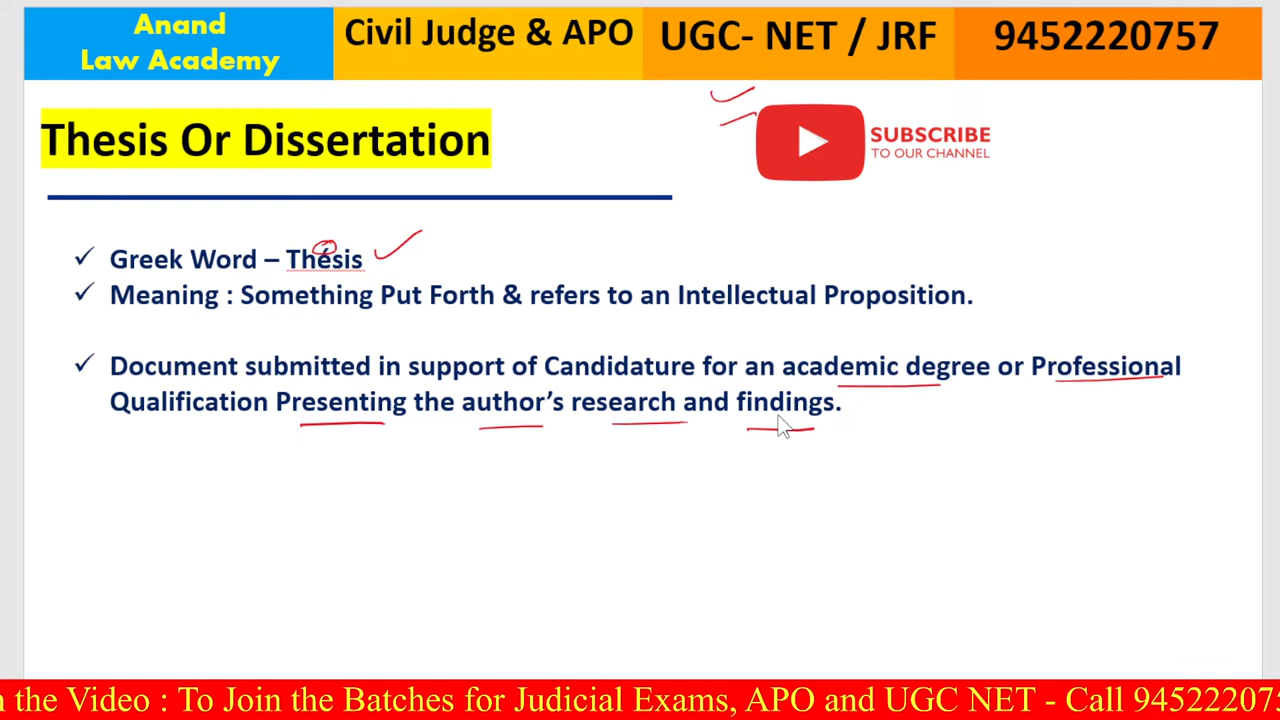 Anand
Law Academy
Civil Judge & APO
UGC- NET / JRF
9452220757
Thesis Or Dissertation
SUBSCRIBE
TO OUR CHANNEL
Greek Word – Thésis
Meaning : Something Put Forth & refers to an Intellectual Proposition.
Document submitted in support of Candidature for an academic degree or Professional
Qualification Presenting the author's research and findings.
the Video : To Join the Batches for Judicial Exams, APO and UGC NET - Call 94522207